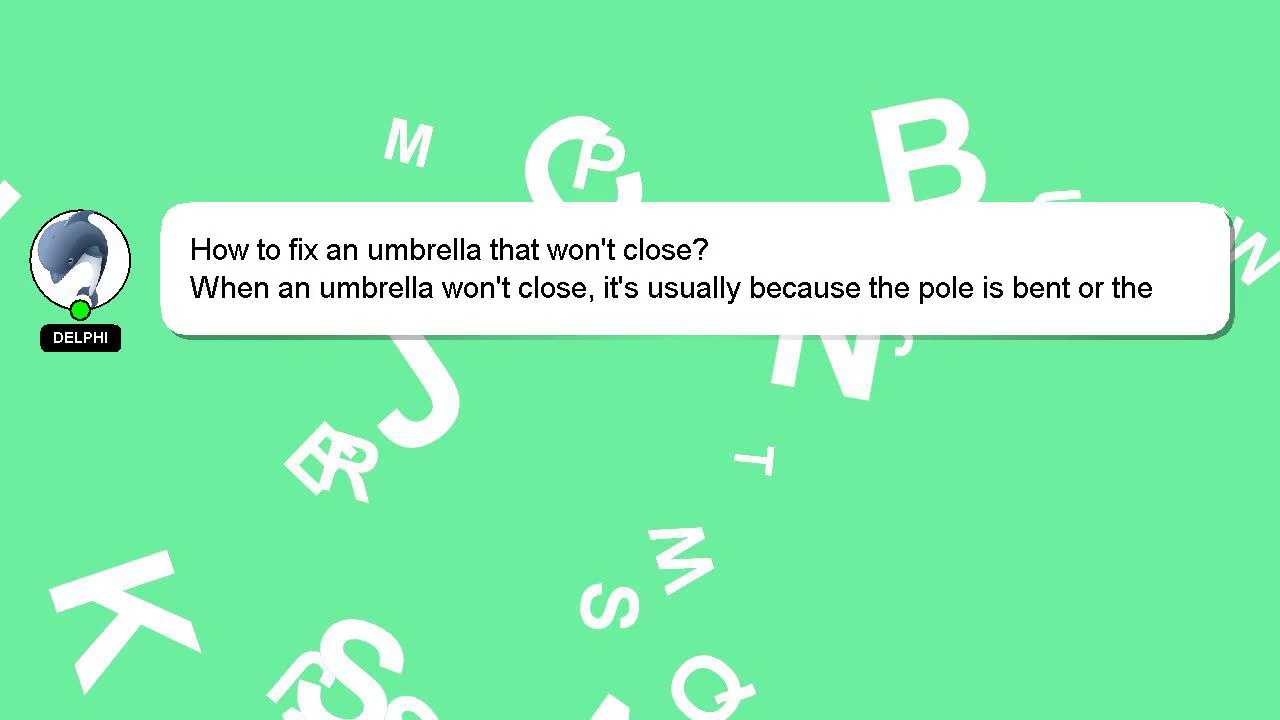 M
C
P
B
W
How to fix an umbrella that won't close?
When an umbrella won't close, it's usually because the pole is bent or the
DELPHI
J
N
R
T
K
M
S
S
Q